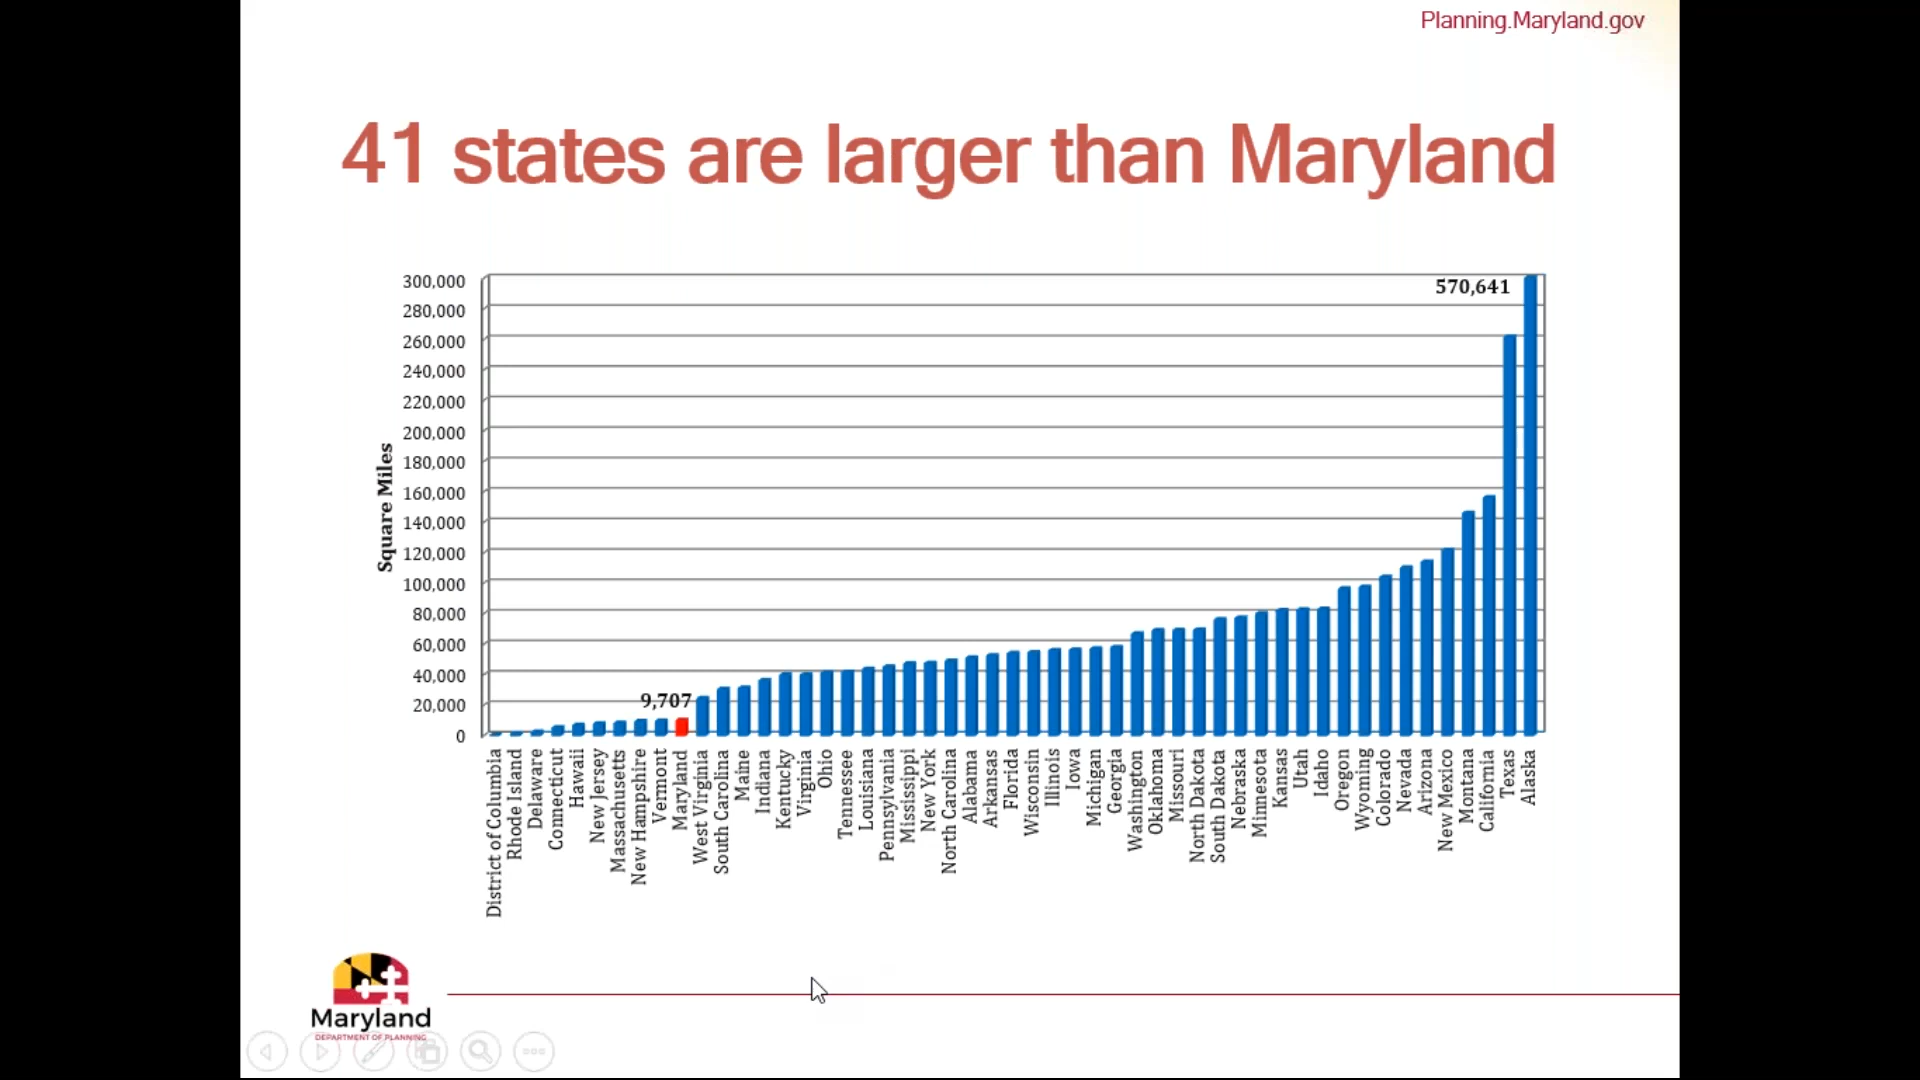 Planning.Maryland.gov
41 states are larger than Maryland
300,000
280,000
260,000
240,000
220,000
200,000
180,000
160,000
140,000
120,000
100,000
80,000
60,000
40,000
20,000
0
Square Miles
570,641
9,707
District of Columbia
Rhode Island
Delaware
Connecticut
Hawaii
New Jersey
Massachusetts
New Hampshire
Vermont
Maryland
West Virginia
South Carolina
Maine
Indiana
Kentucky
Virginia
Ohio
Tennessee
Louisiana
Pennsylvania
Mississippi
New York
North Carolina
Alabama
Arkansas
Florida
Wisconsin
Illinois
Iowa
Michigan
Georgia
Washington
Oklahoma
Missouri
North Dakota
South Dakota
Nebraska
Minnesota
Kansas
Utah
Idaho
Oregon
Wyoming
Colorado
Nevada
Arizona
New Mexico
Montana
California
Texas
Alaska
Maryland
DEPARTMENT OF PLANNING